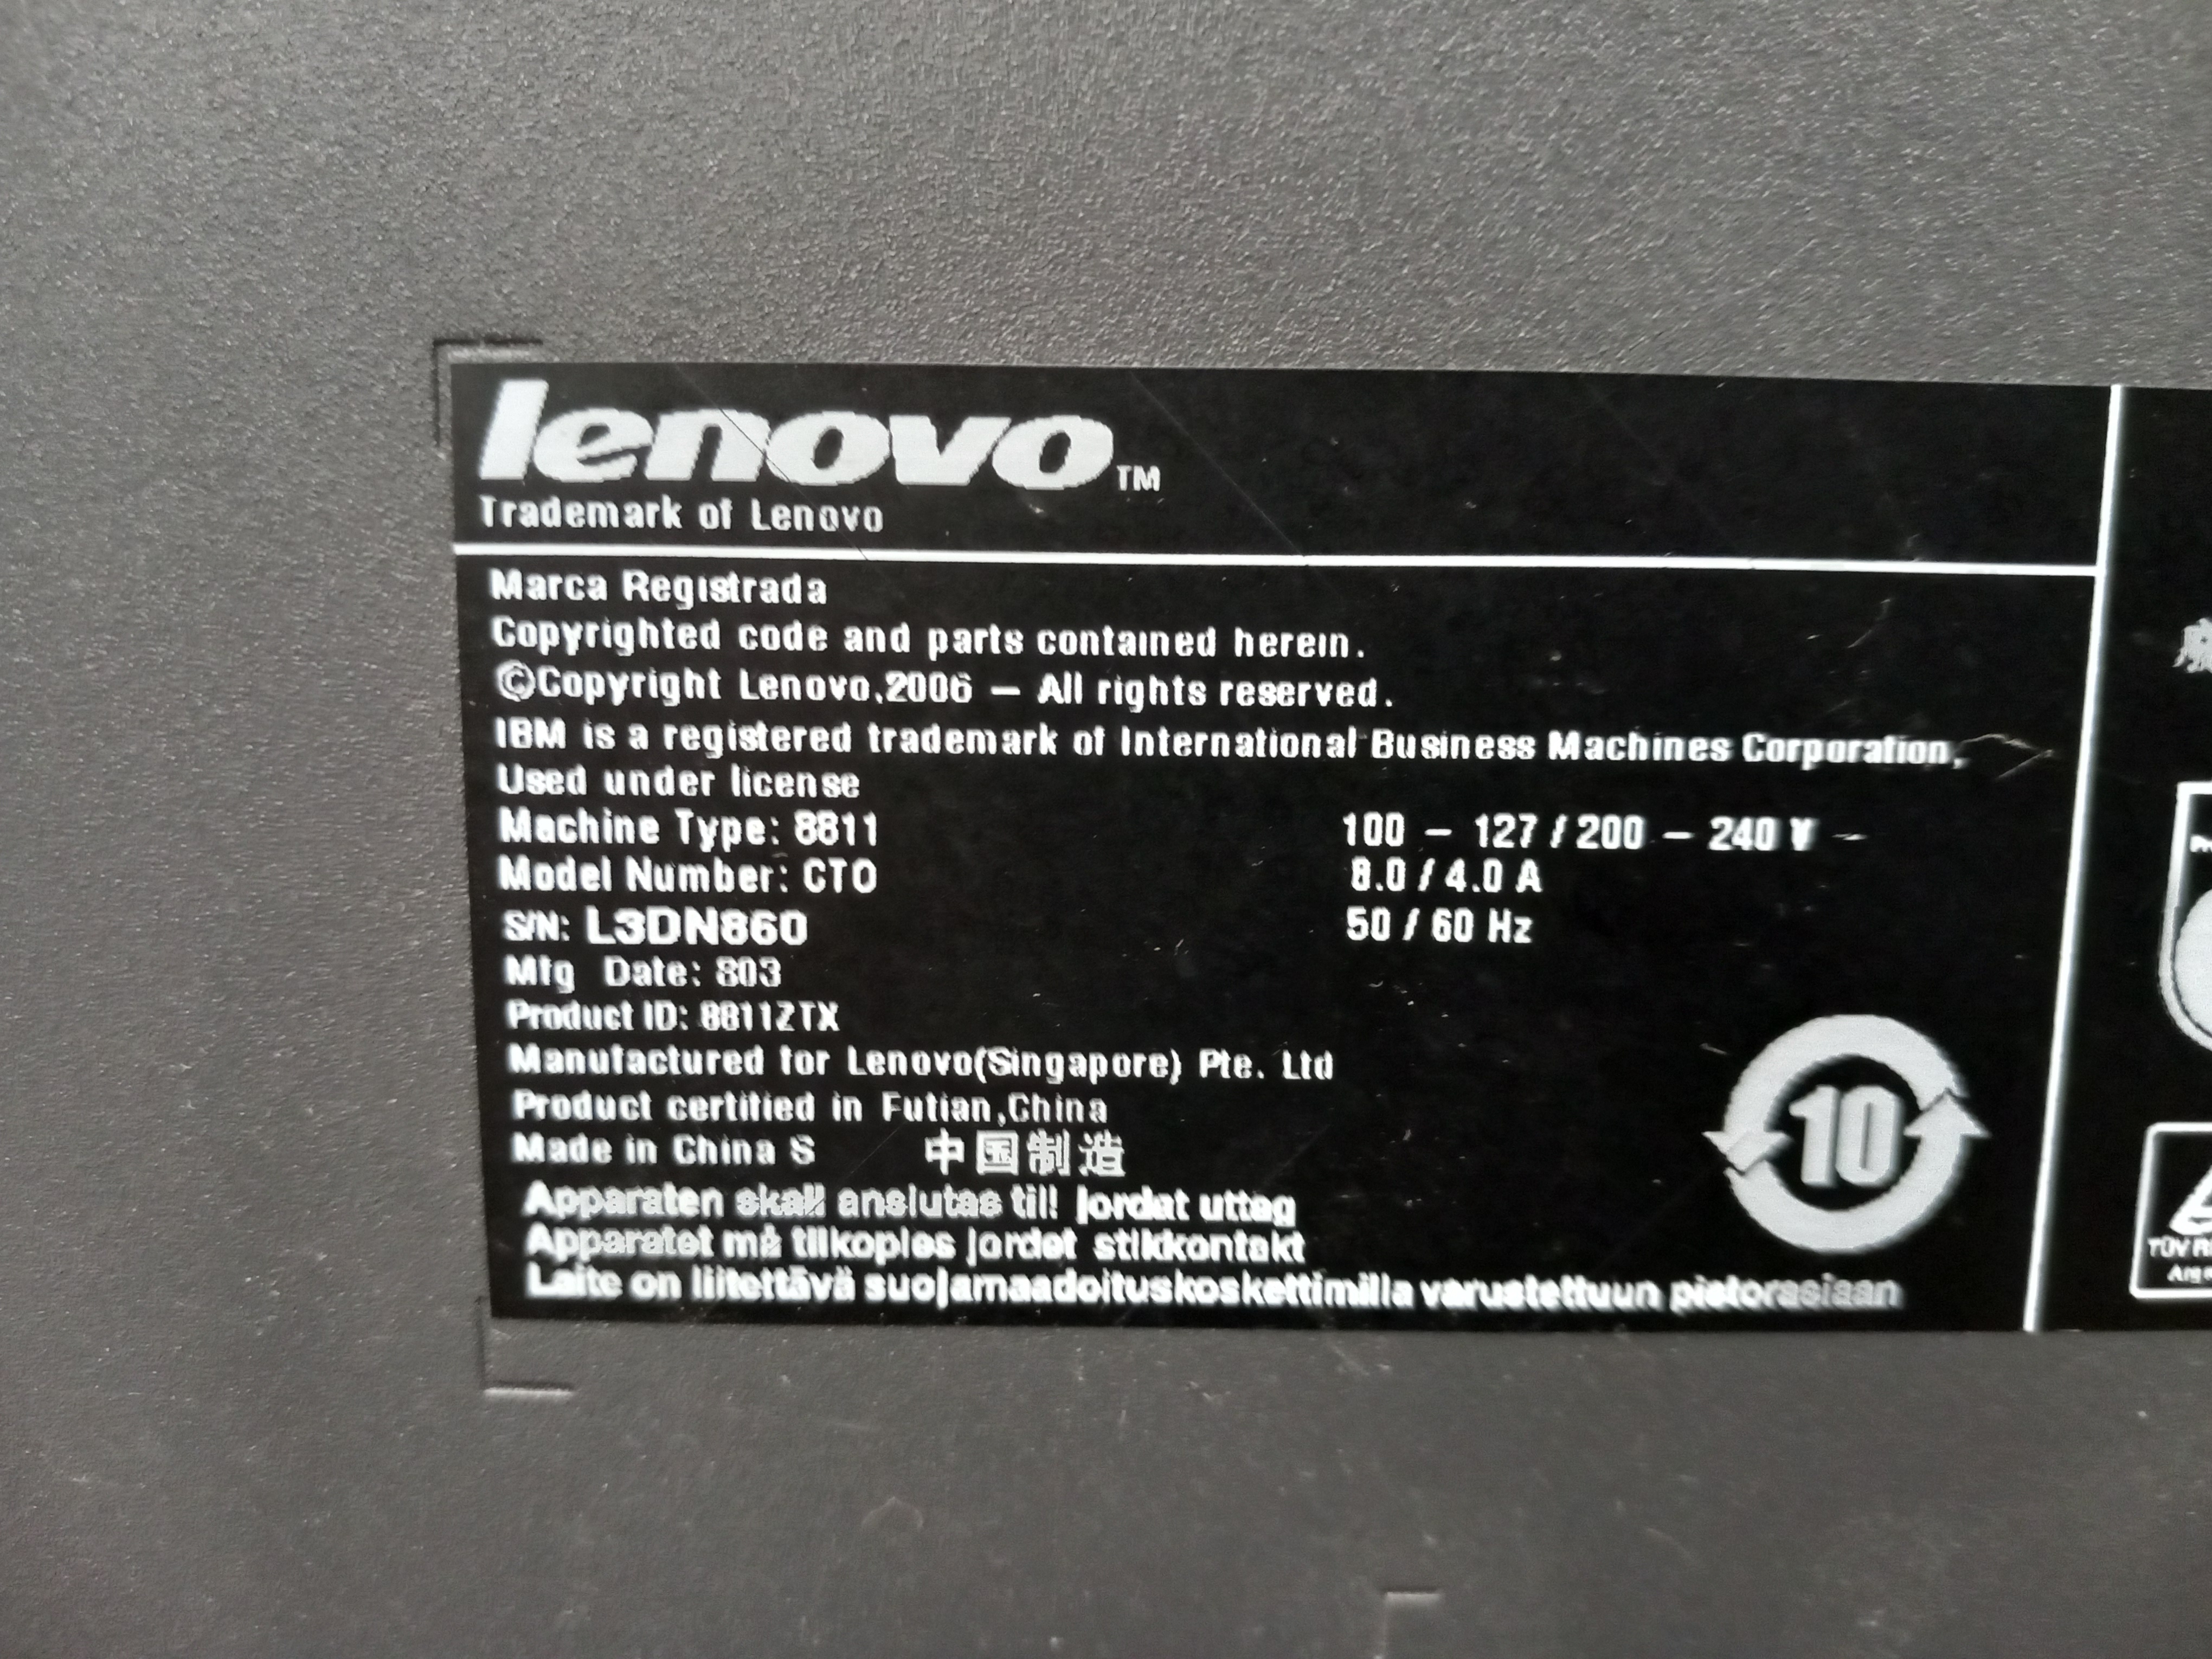 lenovo™
Trademark of Lenovo
Marca Registrada
Copyrighted code and parts contained herein.
©Copyright Lenovo,2006 – All rights reserved.
IBM is a registered trademark of International Business Machines Corporation,
Used under license
Machine Type: 8811 100 – 127 / 200 – 240 V ~
Model Number: CTO 8.0 / 4.0 A
S/N: L3DN860 50 / 60 Hz
Mfg Date: 803
Product ID: 8811ZTX
Manufactured for Lenovo(Singapore) Pte. Ltd
Product certified in Futian,China
Made in China S 中国制造
10
Apparaten skall anslutas till jordat uttag
Apparatet må tilkoples jordet stikkontakt
Laite on liitettävä suojamaadoituskoskettimilla varustettuun pistorasiaan
TÜV